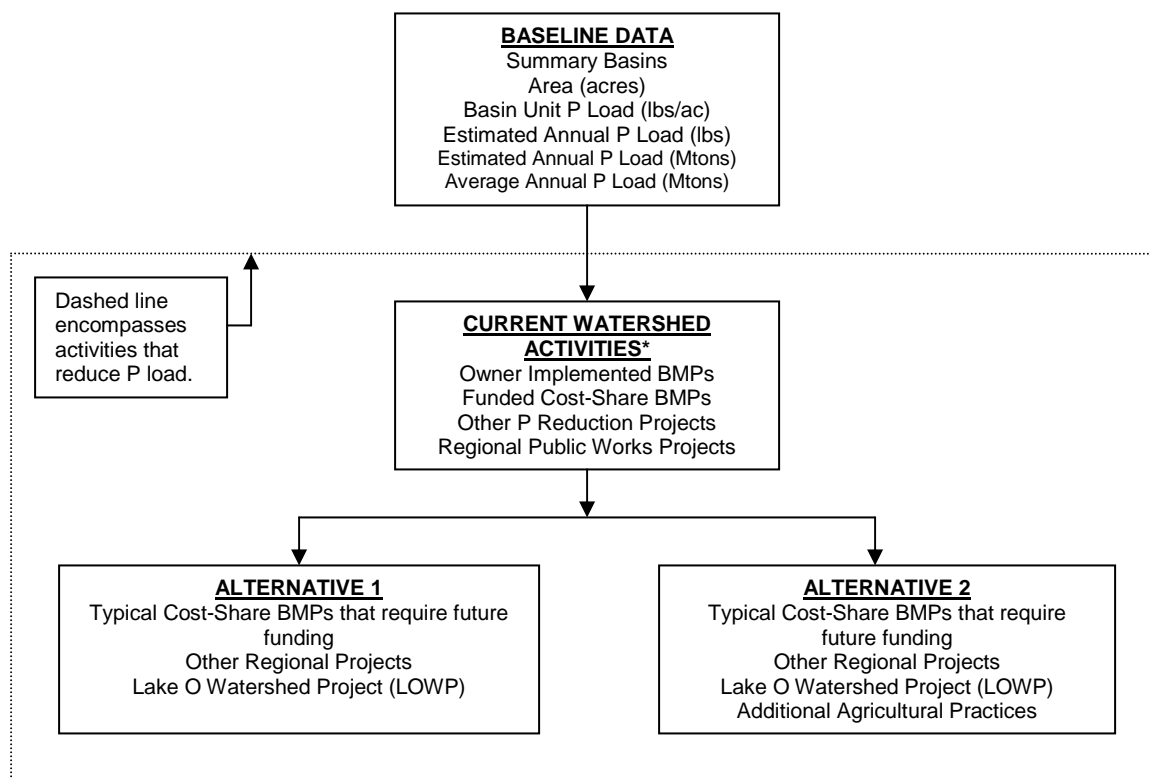 BASELINE DATA
Summary Basins
Area (acres)
Basin Unit P Load (lbs/ac)
Estimated Annual P Load (lbs)
Estimated Annual P Load (Mtons)
Average Annual P Load (Mtons)
Dashed line
encompasses
activities that
reduce P load.
CURRENT WATERSHED
ACTIVITIES*
Owner Implemented BMPs
Funded Cost-Share BMPs
Other P Reduction Projects
Regional Public Works Projects
ALTERNATIVE 1
Typical Cost-Share BMPs that require future
funding
Other Regional Projects
Lake O Watershed Project (LOWP)
ALTERNATIVE 2
Typical Cost-Share BMPs that require
future funding
Other Regional Projects
Lake O Watershed Project (LOWP)
Additional Agricultural Practices